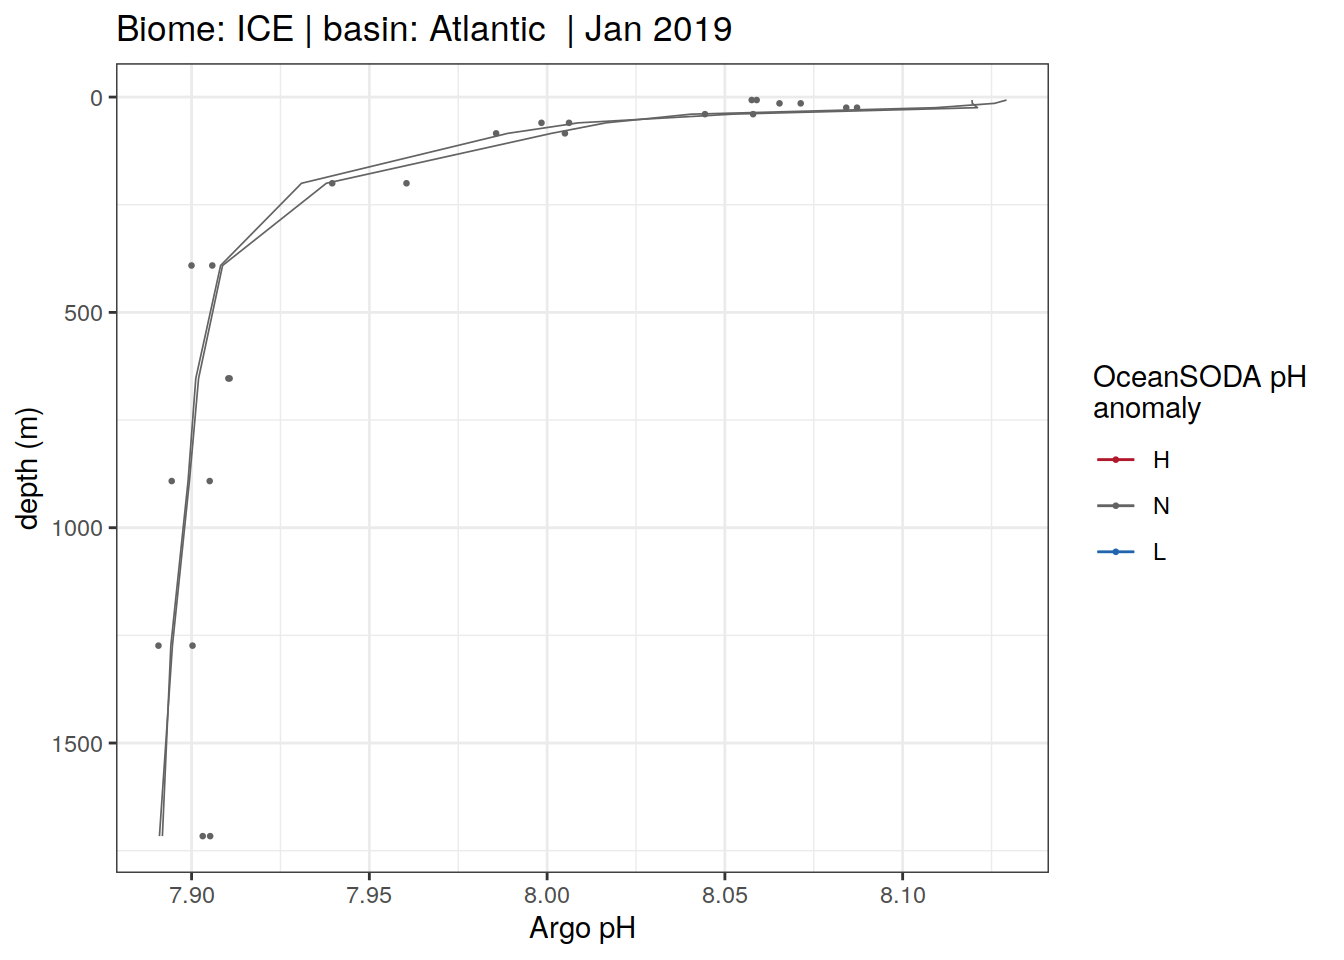 Biome: ICE | basin: Atlantic  | Jan 2019
0
500
1000
1500
depth (m)
7.90
7.95
8.00
8.05
8.10
Argo pH
OceanSODA pH
anomaly
H
N
L